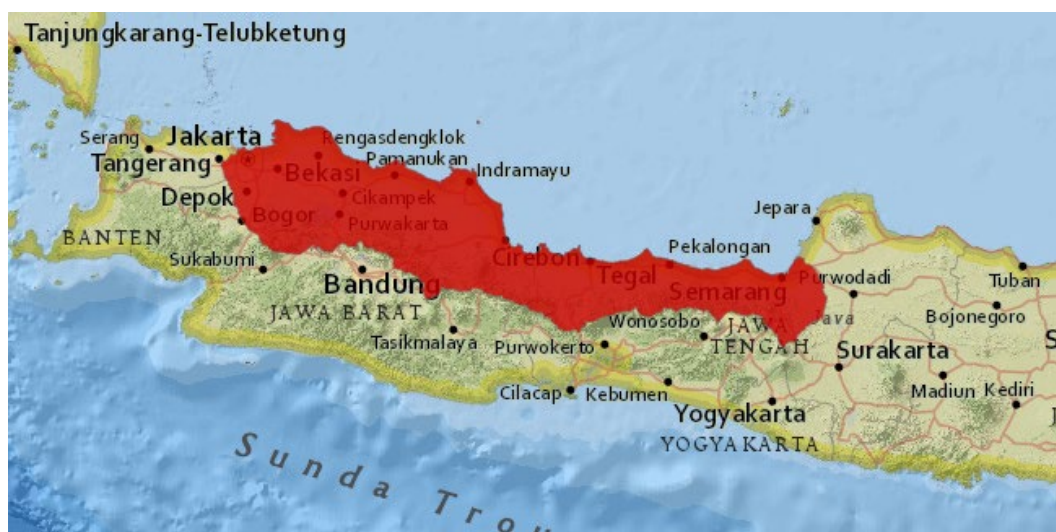 Tanjungkarang-Telubketung
Serang
Jakarta
Rengasdengklok
Tangerang
Bekasi
Pamanukan
Indramayu
Depok
Cikampek
Bogor
Purwakarta
Jepara
BANTEN
Sukabumi
Cirebon
Pekalongan
Tegal
Purwodadi
Tuban
Bandung
Semarang
JAWA BARAT
Wonosobo
JAWA
TENGAH
Java
Bojonegoro
S
Tasikmalaya
Purwokerto
Surakarta
Cilacap
Kebumen
Madiun
Kediri
Yogyakarta
YOGYAKARTA
J
Sunda Trou